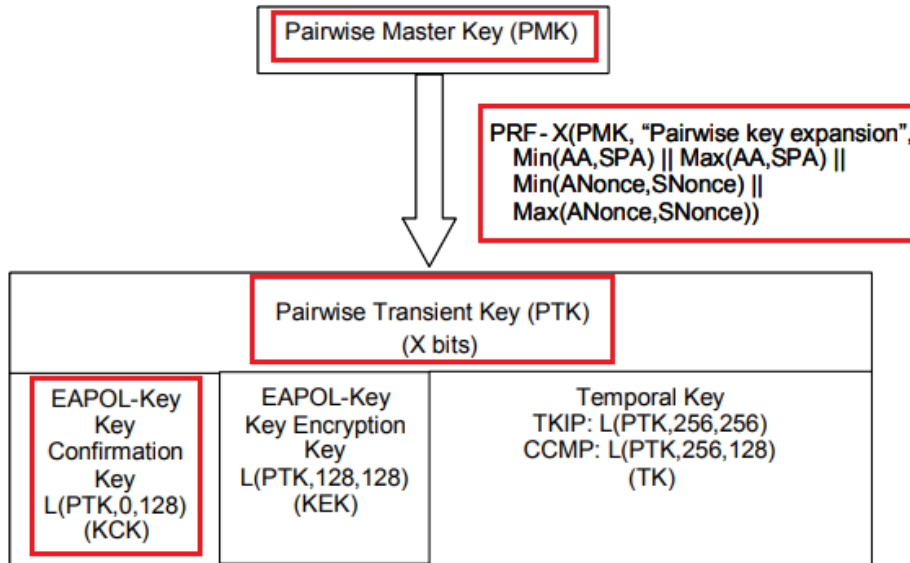 Pairwise Master Key (PMK)
PRF - X(PMK, “Pairwise key expansion”,
Min(AA,SPA) || Max(AA,SPA) ||
Min(ANonce,SNonce) ||
Max(ANonce,SNonce))
Pairwise Transient Key (PTK)
(X bits)
EAPOL-Key
Key
Confirmation
Key
L(PTK,0,128)
(KCK)
EAPOL-Key
Key Encryption
Key
L(PTK,128,128)
(KEK)
Temporal Key
TKIP: L(PTK,256,256)
CCMP: L(PTK,256,128)
(TK)